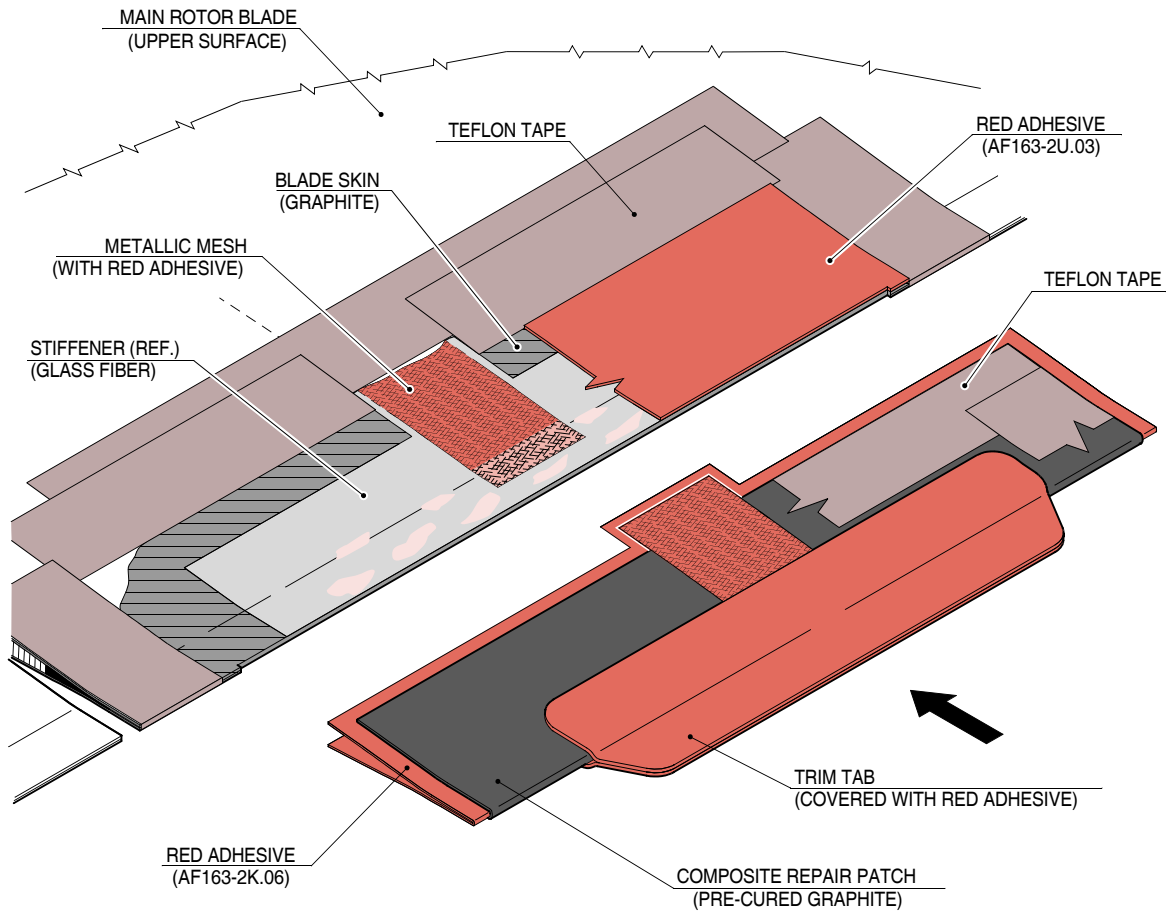 MAIN ROTOR BLADE
(UPPER SURFACE)
TEFLON TAPE
RED ADHESIVE
(AF163-2U.03)
BLADE SKIN
(GRAPHITE)
METALLIC MESH
(WITH RED ADHESIVE)
TEFLON TAPE
STIFFENER (REF.)
(GLASS FIBER)
TRIM TAB
(COVERED WITH RED ADHESIVE)
RED ADHESIVE
(AF163-2K.06)
COMPOSITE REPAIR PATCH
(PRE-CURED GRAPHITE)